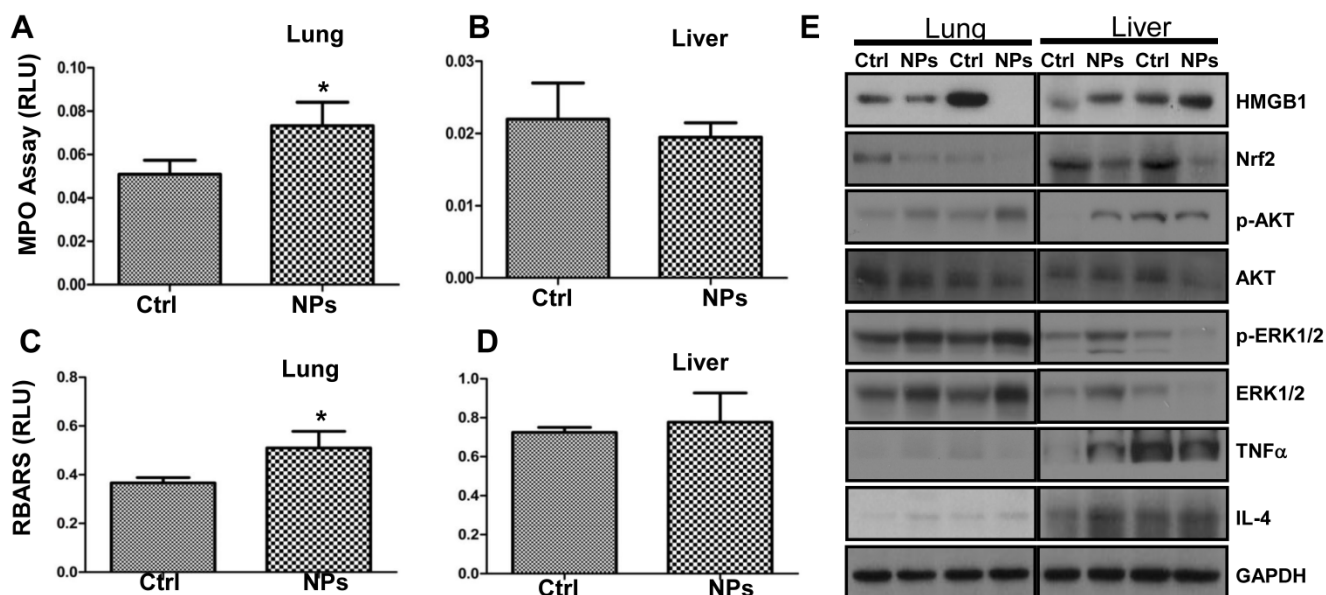 A
Lung
MPO Assay (RLU)
0.10
0.08
0.06
0.04
0.02
0.00
*
Ctrl
NPs
B
Liver
0.03
0.02
0.01
0.00
Ctrl
NPs
C
Lung
RBARS (RLU)
0.8
0.6
0.4
0.2
0.0
*
Ctrl
NPs
D
Liver
1.0
0.8
0.6
0.4
0.2
0.0
Ctrl
NPs
E
Lung Liver
Ctrl NPs Ctrl NPs Ctrl NPs Ctrl NPs
HMGB1
Nrf2
p-AKT
AKT
p-ERK1/2
ERK1/2
TNFα
IL-4
GAPDH